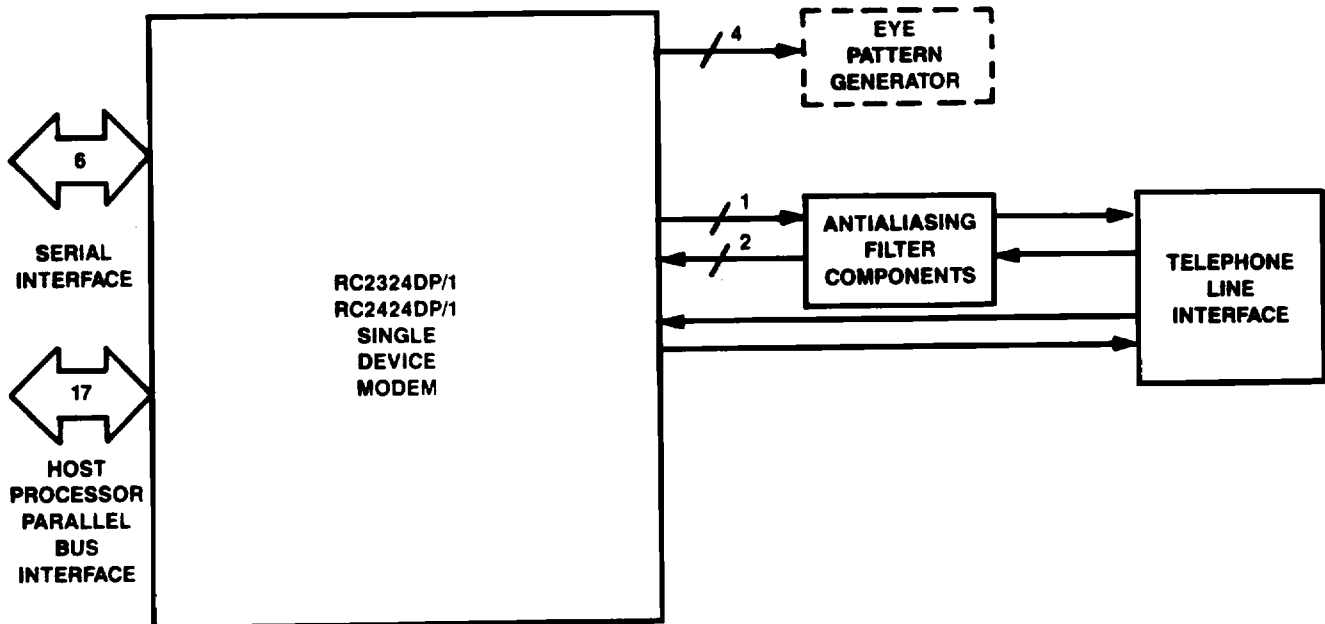 4
EYE
PATTERN
GENERATOR
6
SERIAL
INTERFACE
1
2
ANTIALIASING
FILTER
COMPONENTS
TELEPHONE
LINE
INTERFACE
RC2324DP/1
RC2424DP/1
SINGLE
DEVICE
MODEM
17
HOST
PROCESSOR
PARALLEL
BUS
INTERFACE